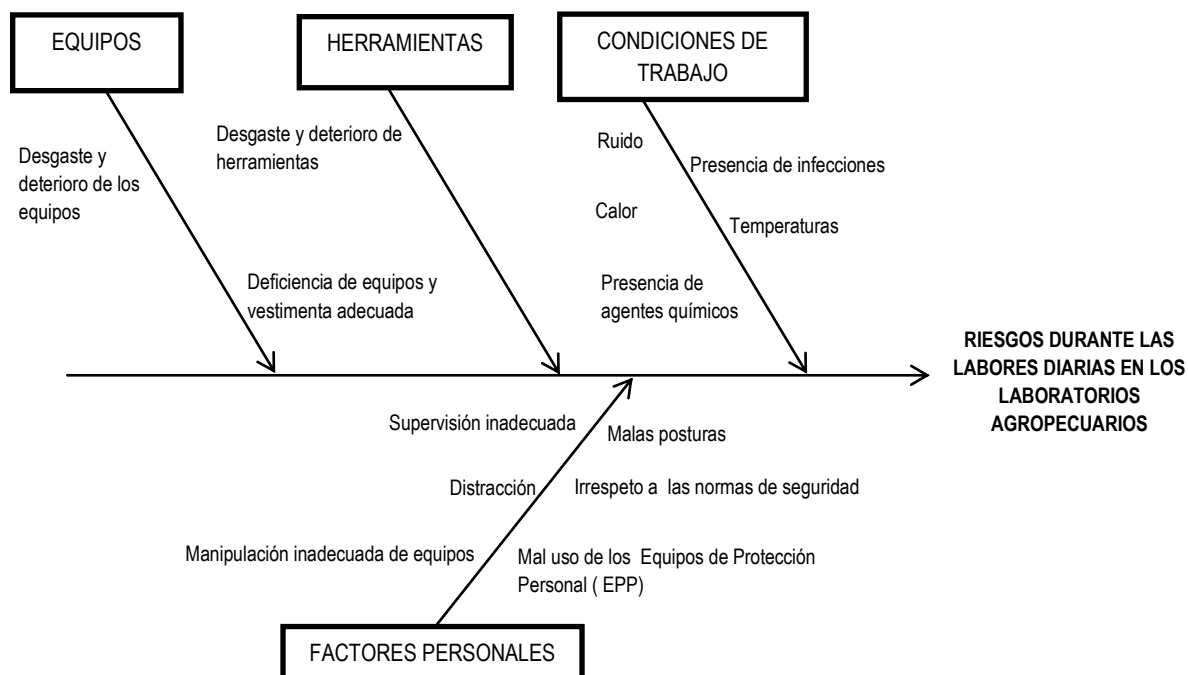 EQUIPOS
HERRAMIENTAS
CONDICIONES DE
TRABAJO
Desgaste y
deterioro de los
equipos
Desgaste y deterioro de
herramientas
Ruido
Presencia de infecciones
Calor
Temperaturas
Deficiencia de equipos y
vestimenta adecuada
Presencia de
agentes químicos
RIESGOS DURANTE LAS
LABORES DIARIAS EN LOS
LABORATORIOS
AGROPECUARIOS
Supervisión inadecuada
Malas posturas
Distracción
Irrespeto a las normas de seguridad
Manipulación inadecuada de equipos
Mal uso de los Equipos de Protección
Personal ( EPP)
FACTORES PERSONALES